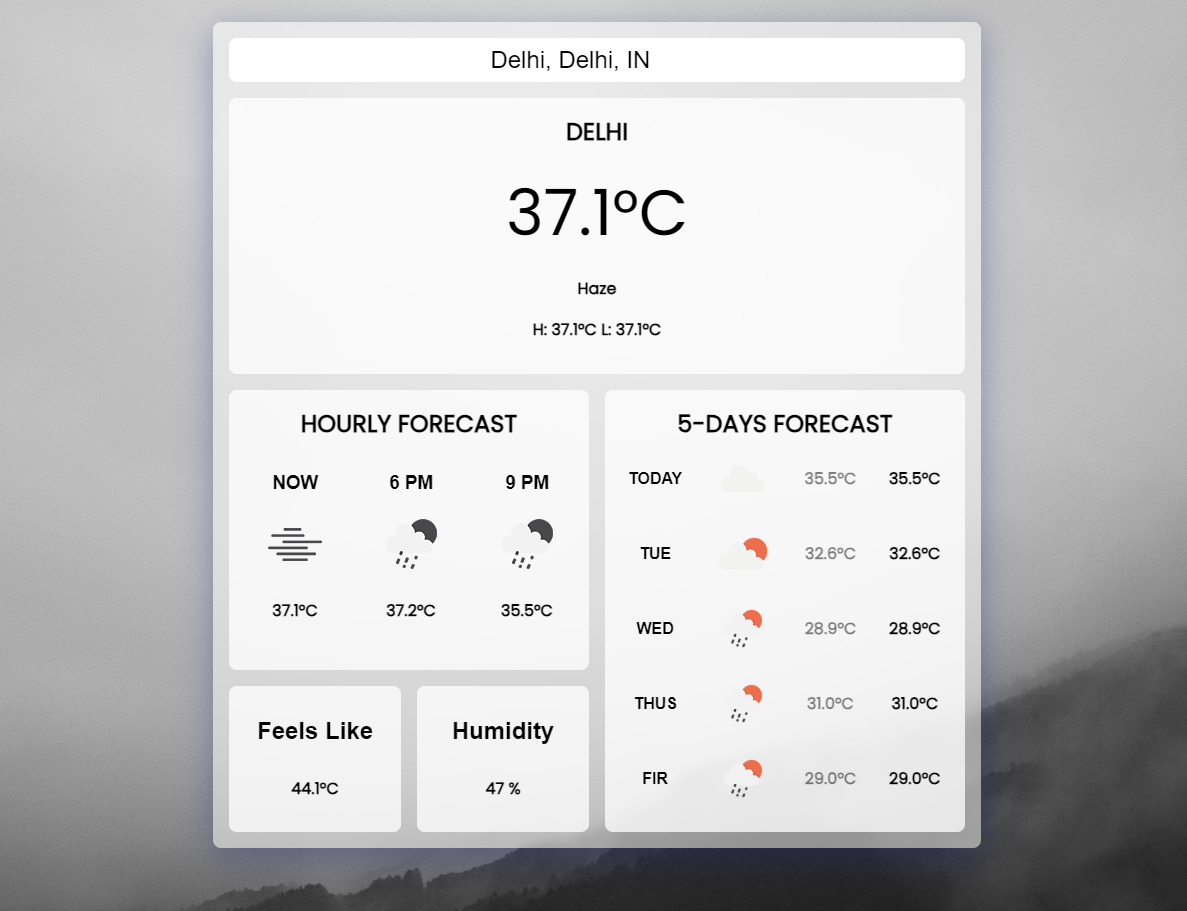 Delhi, Delhi, IN
DELHI
37.1°C
Haze
H: 37.1°C L: 37.1°C
HOURLY FORECAST
NOW 6 PM 9 PM
37.1°C 37.2°C 35.5°C
Feels Like
44.1°C
Humidity
47 %
5-DAYS FORECAST
TODAY 35.5°C 35.5°C
TUE 32.6°C 32.6°C
WED 28.9°C 28.9°C
THUS 31.0°C 31.0°C
FIR 29.0°C 29.0°C